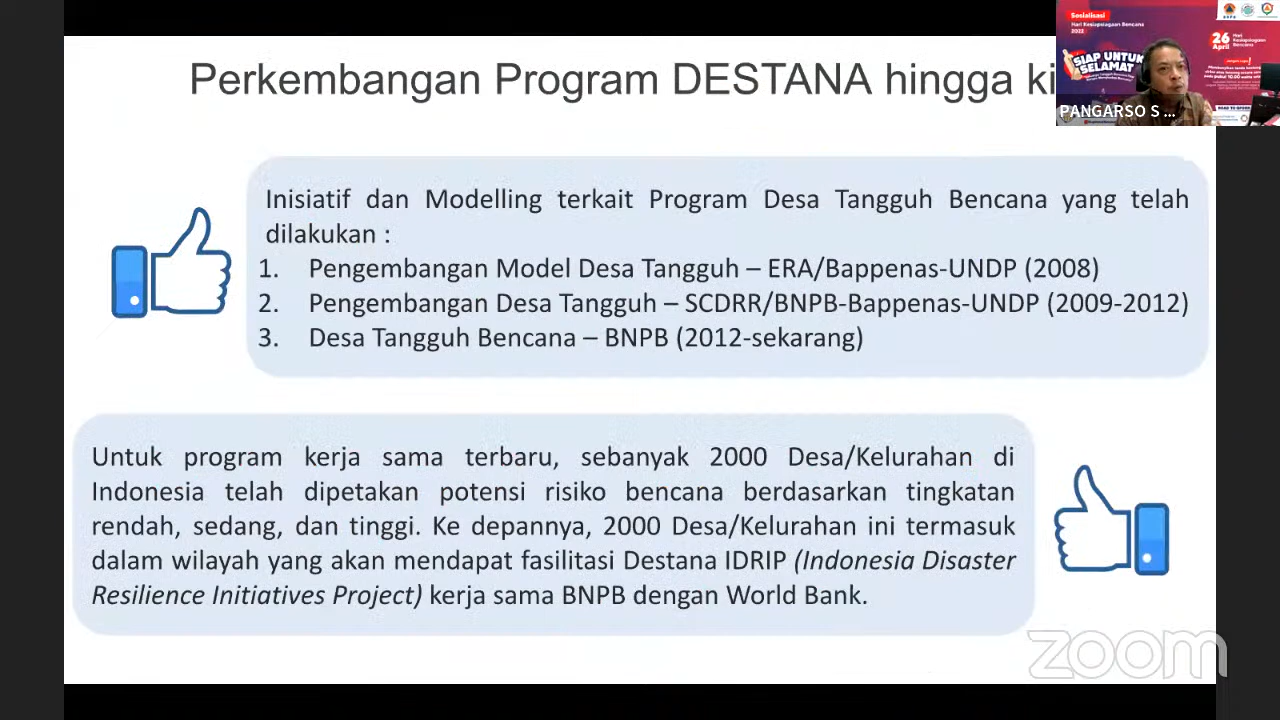 Perkembangan Program DESTANA hingga ki
Sosialisasi
Hari Kesiapsiagaan Bencana
2022
26
April
Hari
Kesiapsiagaan
Bencana
SIAP UNTUK
SELAMAT
PANGARSO S ...
Inisiatif dan Modelling terkait Program Desa Tangguh Bencana yang telah
dilakukan :
1. Pengembangan Model Desa Tangguh – ERA/Bappenas-UNDP (2008)
2. Pengembangan Desa Tangguh – SCDRR/BNPB-Bappenas-UNDP (2009-2012)
3. Desa Tangguh Bencana – BNPB (2012-sekarang)
Untuk program kerja sama terbaru, sebanyak 2000 Desa/Kelurahan di
Indonesia telah dipetakan potensi risiko bencana berdasarkan tingkatan
rendah, sedang, dan tinggi. Ke depannya, 2000 Desa/Kelurahan ini termasuk
dalam wilayah yang akan mendapat fasilitasi Destana IDRIP (Indonesia Disaster
Resilience Initiatives Project) kerja sama BNPB dengan World Bank.
zoom